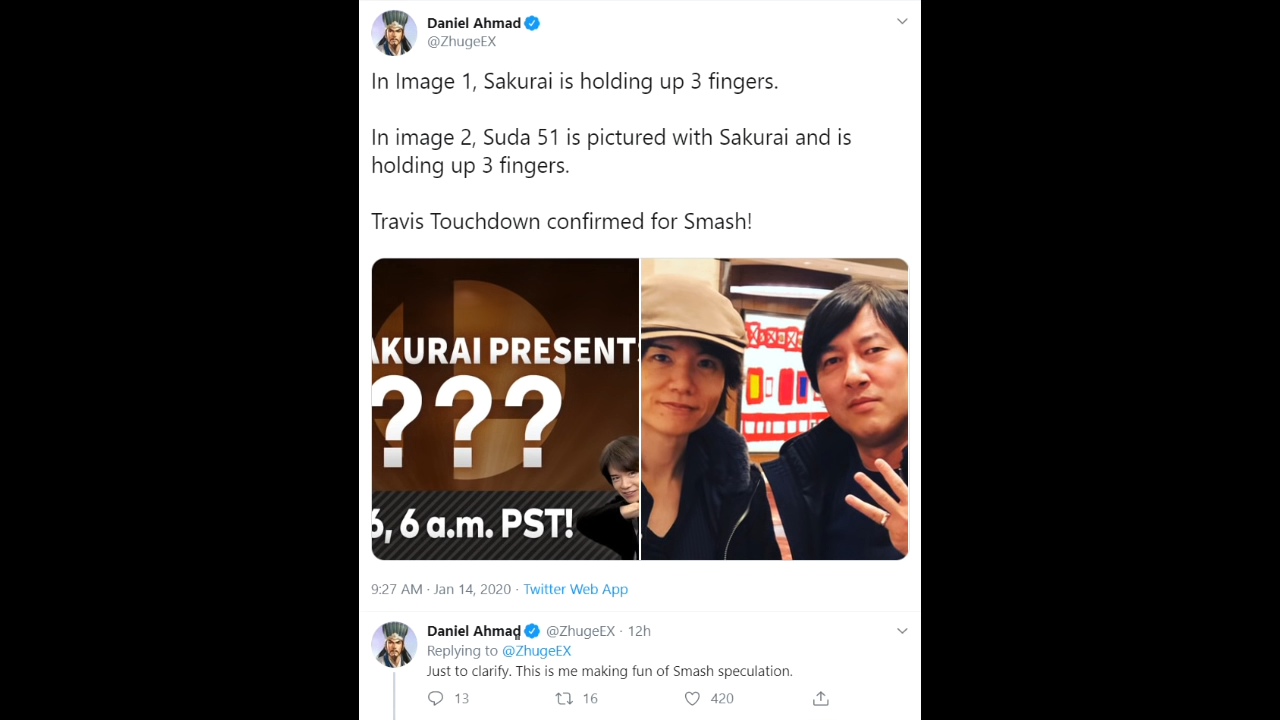 Daniel Ahmad
@ZhugeEX
In Image 1, Sakurai is holding up 3 fingers.
In image 2, Suda 51 is pictured with Sakurai and is
holding up 3 fingers.
Travis Touchdown confirmed for Smash!
AKURAI PRESENT
???
6, 6 a.m. PST!
9:27 AM · Jan 14, 2020 · Twitter Web App
Daniel Ahmad @ZhugeEX · 12h
Replying to @ZhugeEX
Just to clarify. This is me making fun of Smash speculation.
13 16 420